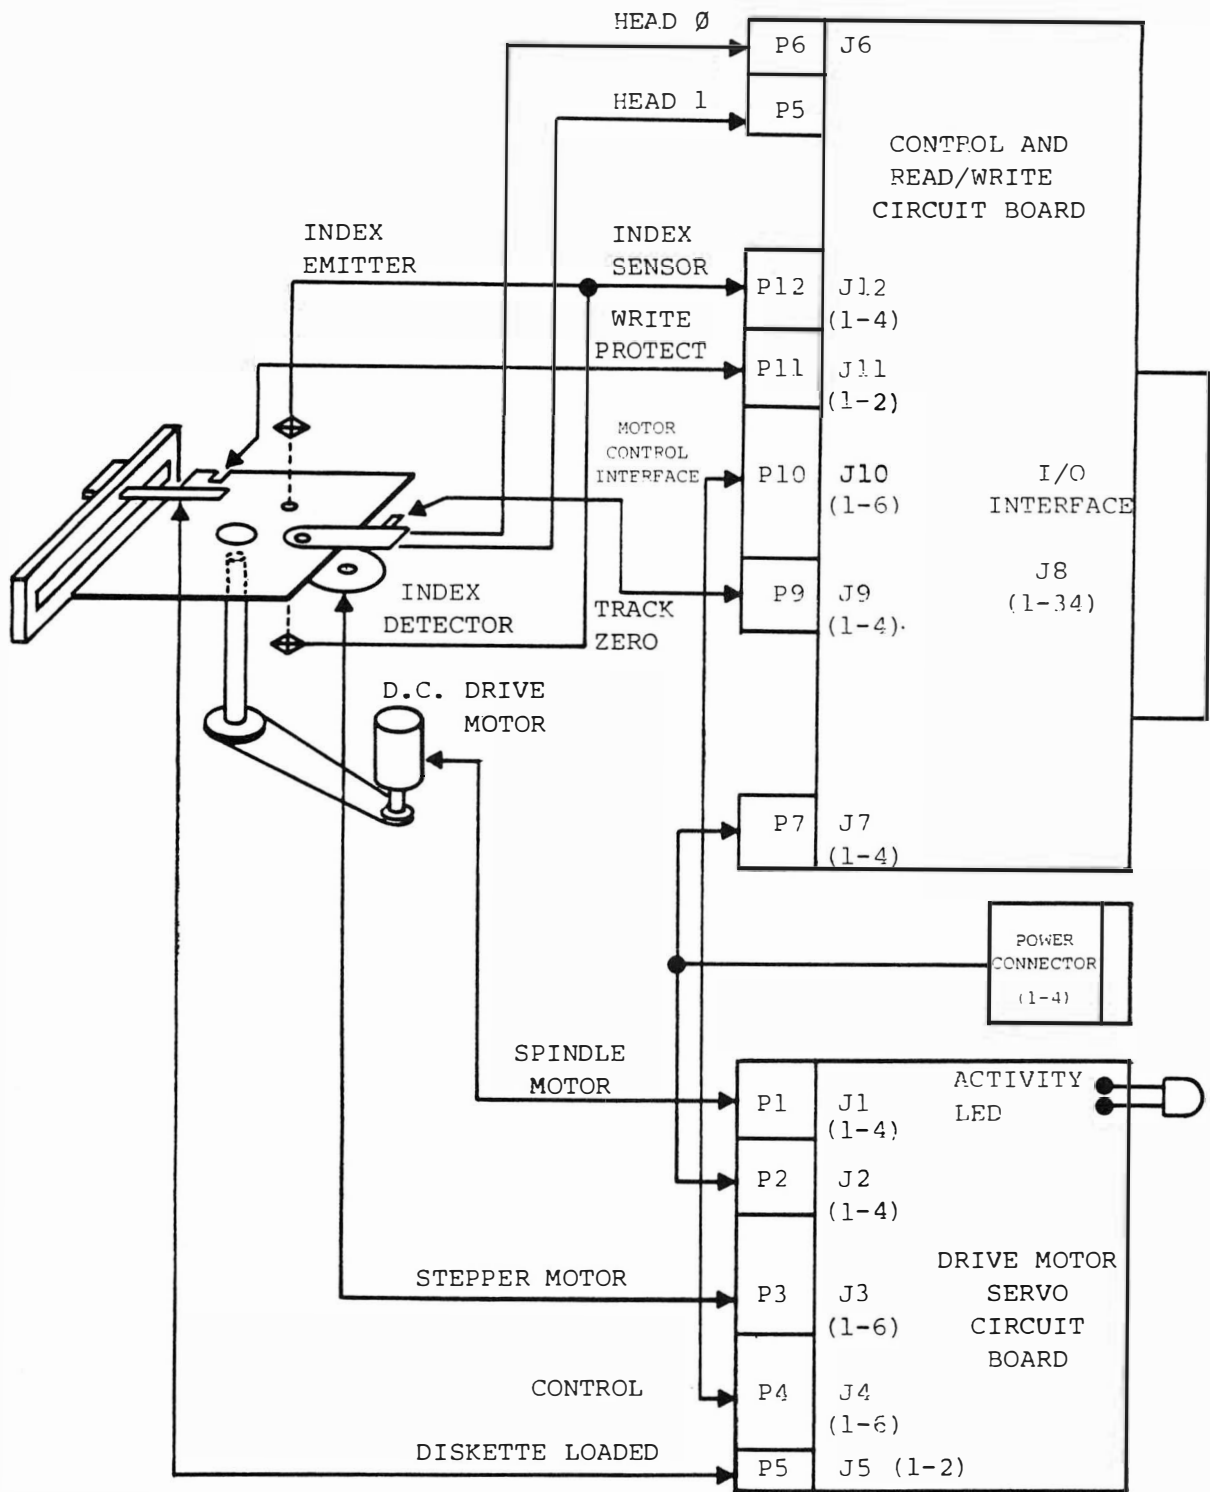 HEAD Ø
P6 J6
HEAD 1
P5
CONTROL AND
READ/WRITE
CIRCUIT BOARD
INDEX
EMITTER
INDEX
SENSOR
P12 J12
(1-4)
WRITE
PROTECT
P11 J11
(1-2)
MOTOR
CONTROL
INTERFACE
P10 J10
(1-6)
I/O
INTERFACE
J8
(1-34)
INDEX
DETECTOR
TRACK
ZERO
P9 J9
(1-4)
D.C. DRIVE
MOTOR
P7 J7
(1-4)
POWER
CONNECTOR
(1-4)
SPINDLE
MOTOR
P1 J1
(1-4)
ACTIVITY
LED
P2 J2
(1-4)
STEPPER MOTOR
P3 J3
(1-6)
DRIVE MOTOR
SERVO
CIRCUIT
BOARD
CONTROL
P4 J4
(1-6)
DISKETTE LOADED
P5 J5 (1-2)